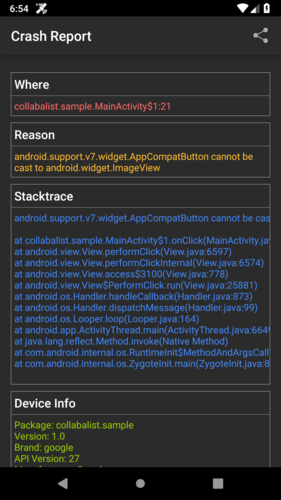 6:54
Crash Report
Where
collabalist.sample.MainActivity$1:21
Reason
android.support.v7.widget.AppCompatButton cannot be
cast to android.widget.ImageView
Stacktrace
android.support.v7.widget.AppCompatButton cannot be cas
at collabalist.sample.MainActivity$1.onClick(MainActivity.jav
at android.view.View.performClick(View.java:6597)
at android.view.View.performClickInternal(View.java:6574)
at android.view.View.access$3100(View.java:778)
at android.view.View$PerformClick.run(View.java:25881)
at android.os.Handler.handleCallback(Handler.java:873)
at android.os.Handler.dispatchMessage(Handler.java:99)
at android.os.Looper.loop(Looper.java:164)
at android.app.ActivityThread.main(ActivityThread.java:6649
at java.lang.reflect.Method.invoke(Native Method)
at com.android.internal.os.RuntimeInit$MethodAndArgsCall
at com.android.internal.os.ZygoteInit.main(ZygoteInit.java:8
Device Info
Package: collabalist.sample
Version: 1.0
Brand: google
API Version: 27